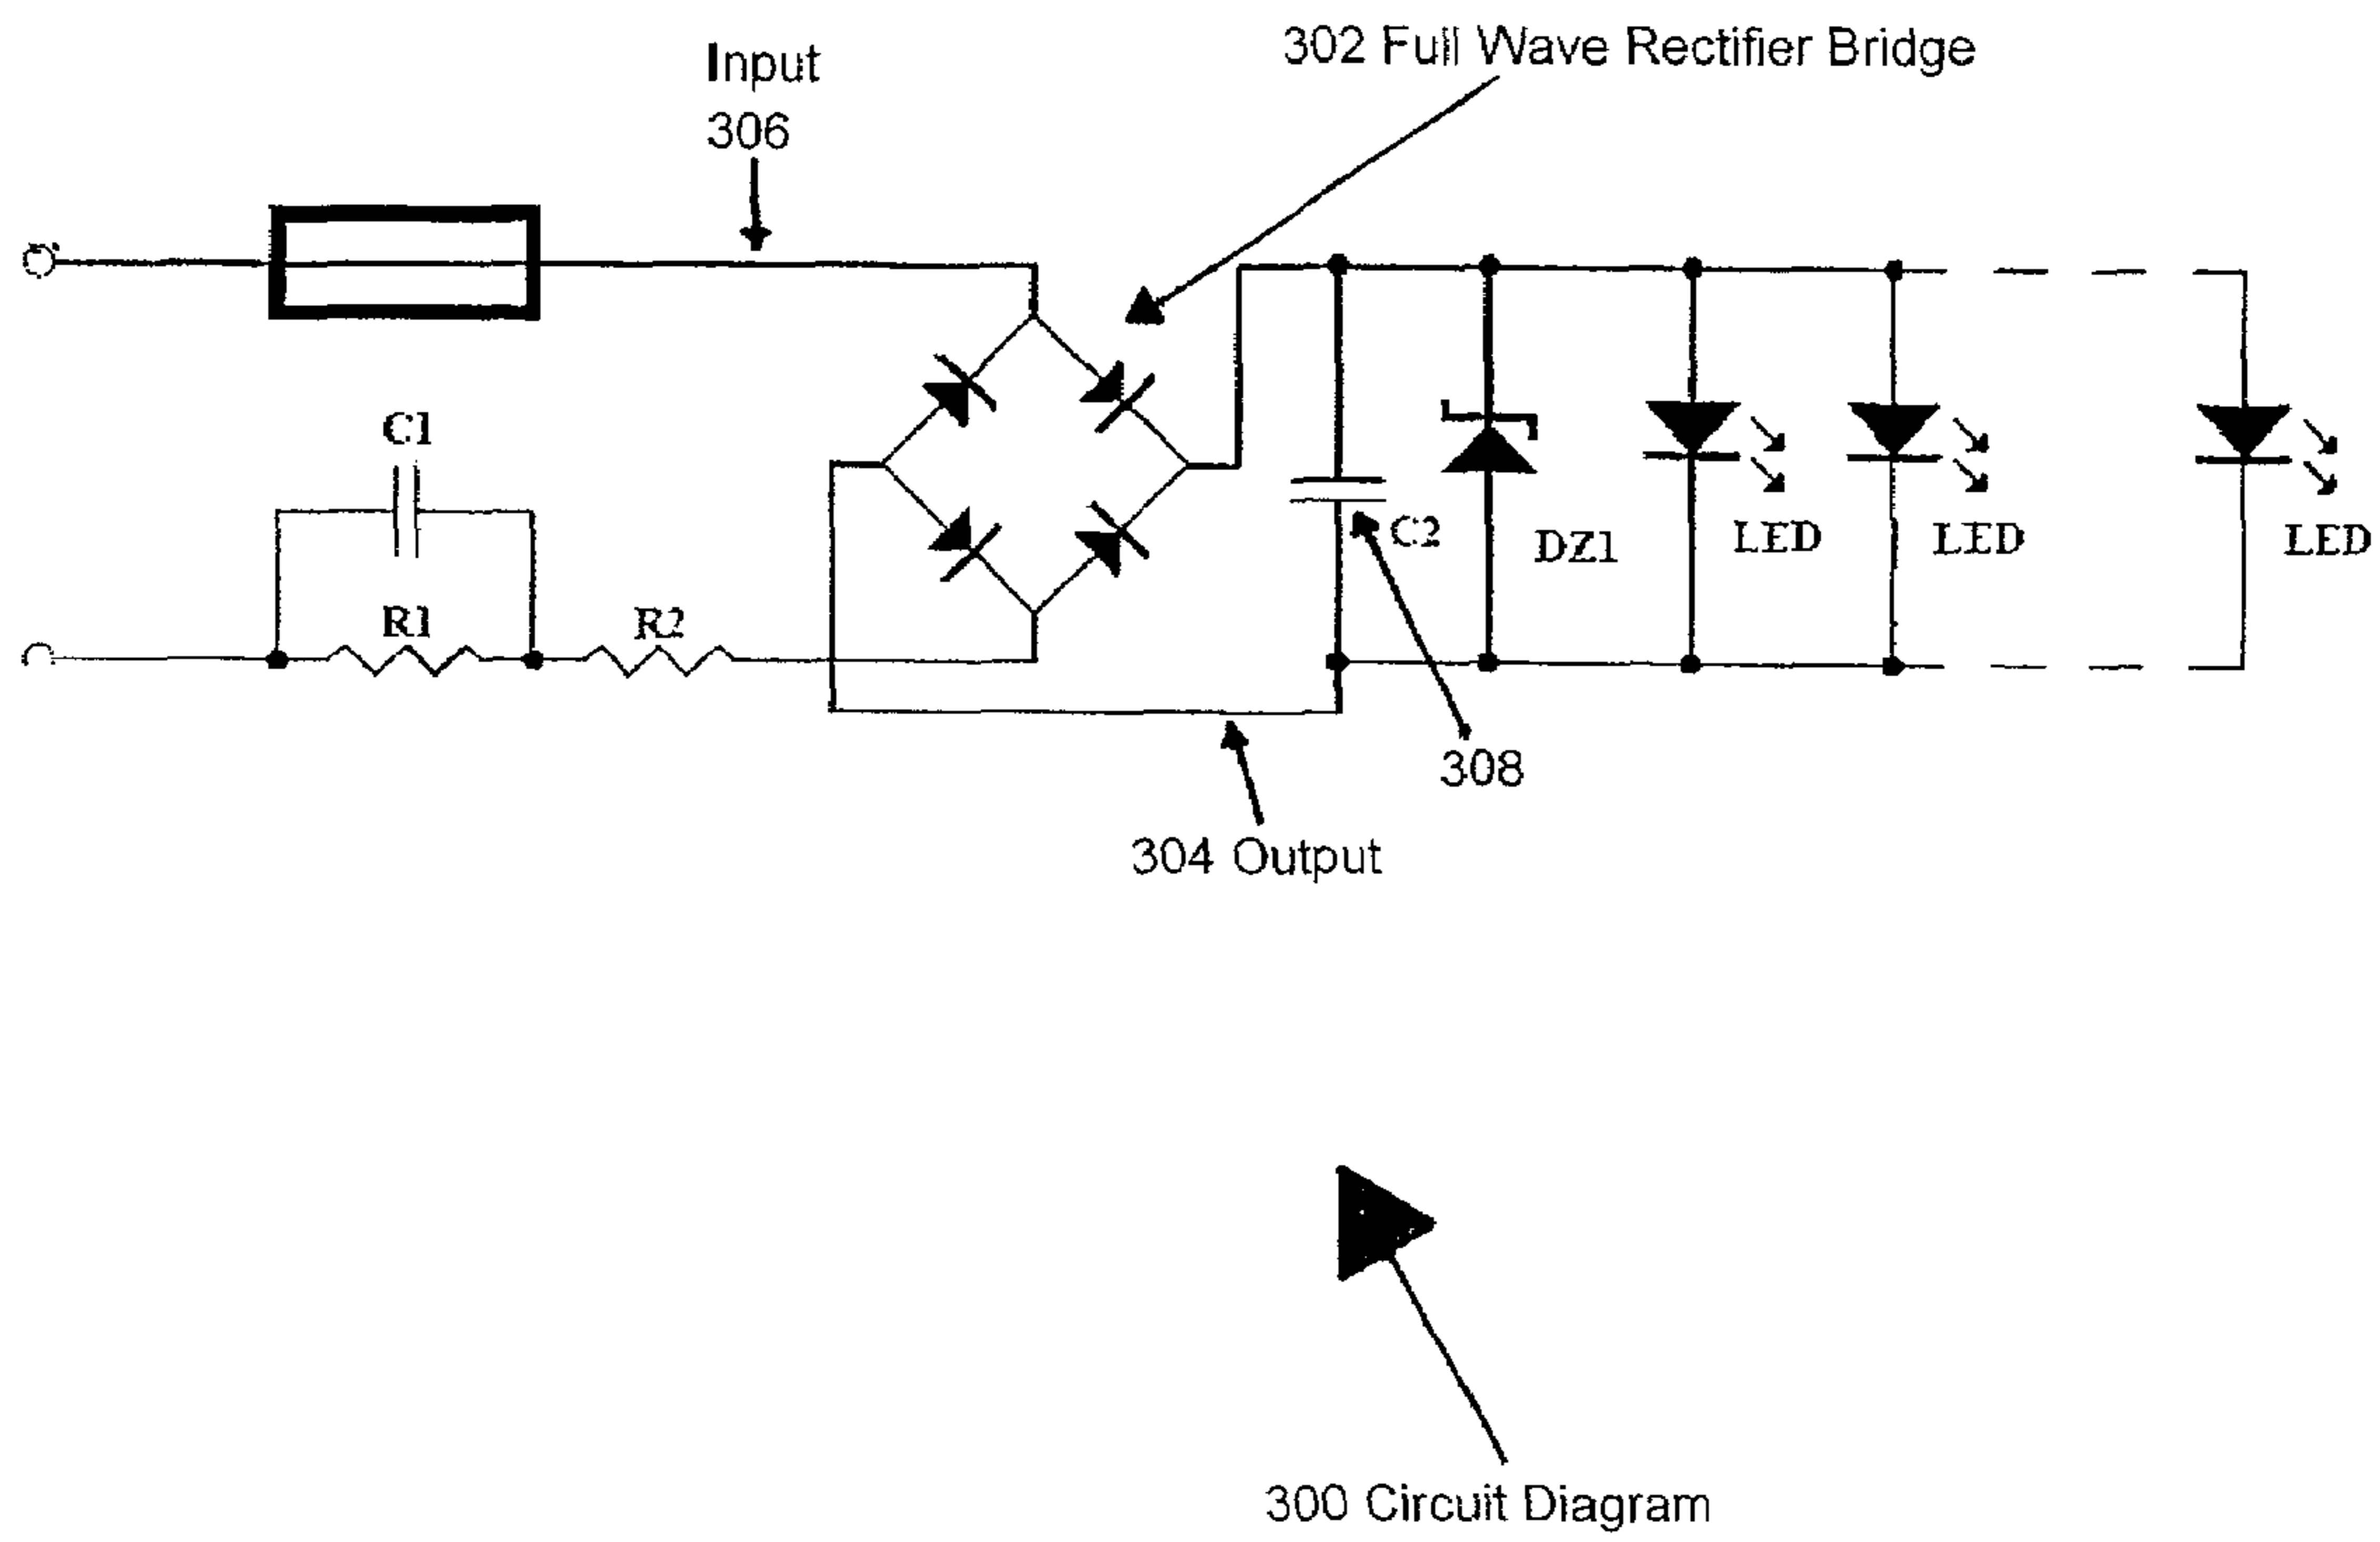 302 Full Wave Rectifier Bridge
Input
306
C1
R1
R2
C2
DZ1
LED
LED
LED
308
304 Output
300 Circuit Diagram